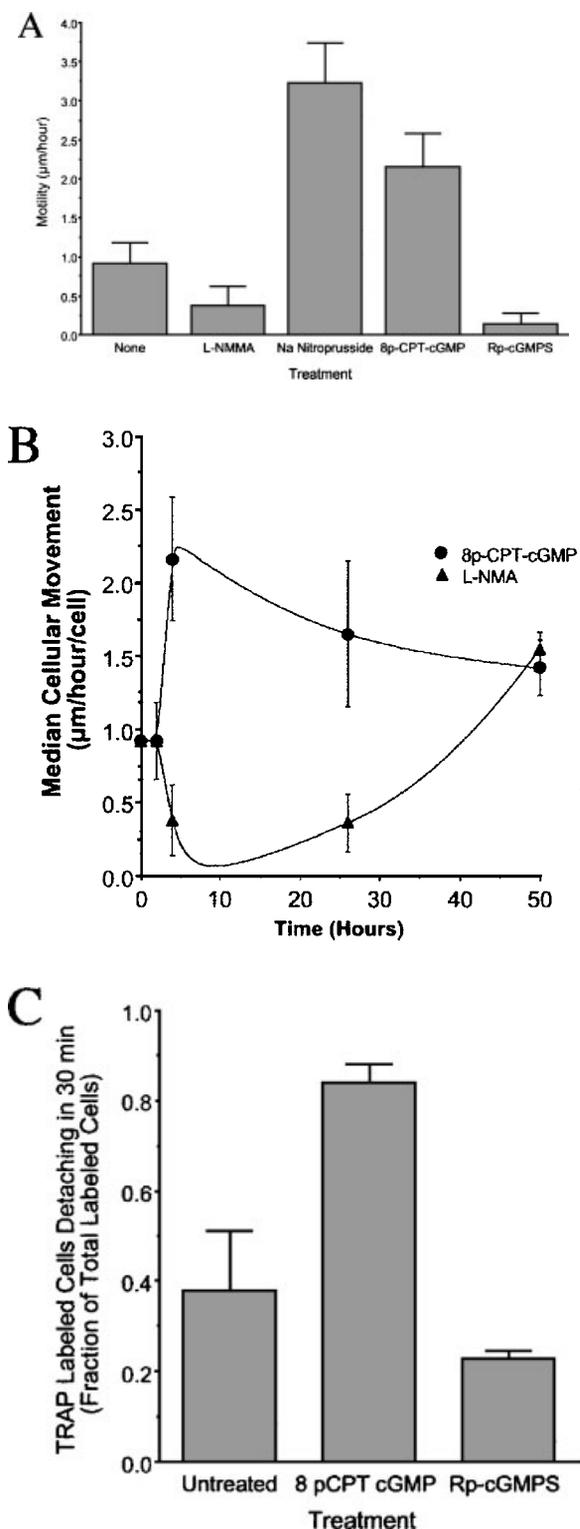 A
Motility (µm/hour)
4.0
3.5
3.0
2.5
2.0
1.5
1.0
0.5
0.0
None L-NMMA Na Nitroprusside 8p-CPT-cGMP Rp-cGMPS
Treatment
B
Median Cellular Movement
(µm/hour/cell)
3.0
2.5
2.0
1.5
1.0
0.5
0.0
8p-CPT-cGMP
L-NMA
0 10 20 30 40 50
Time (Hours)
C
TRAP Labeled Cells Detaching in 30 min
(Fraction of Total Labeled Cells)
1.0
0.8
0.6
0.4
0.2
0.0
Untreated 8 pCPT cGMP Rp-cGMPS
Treatment